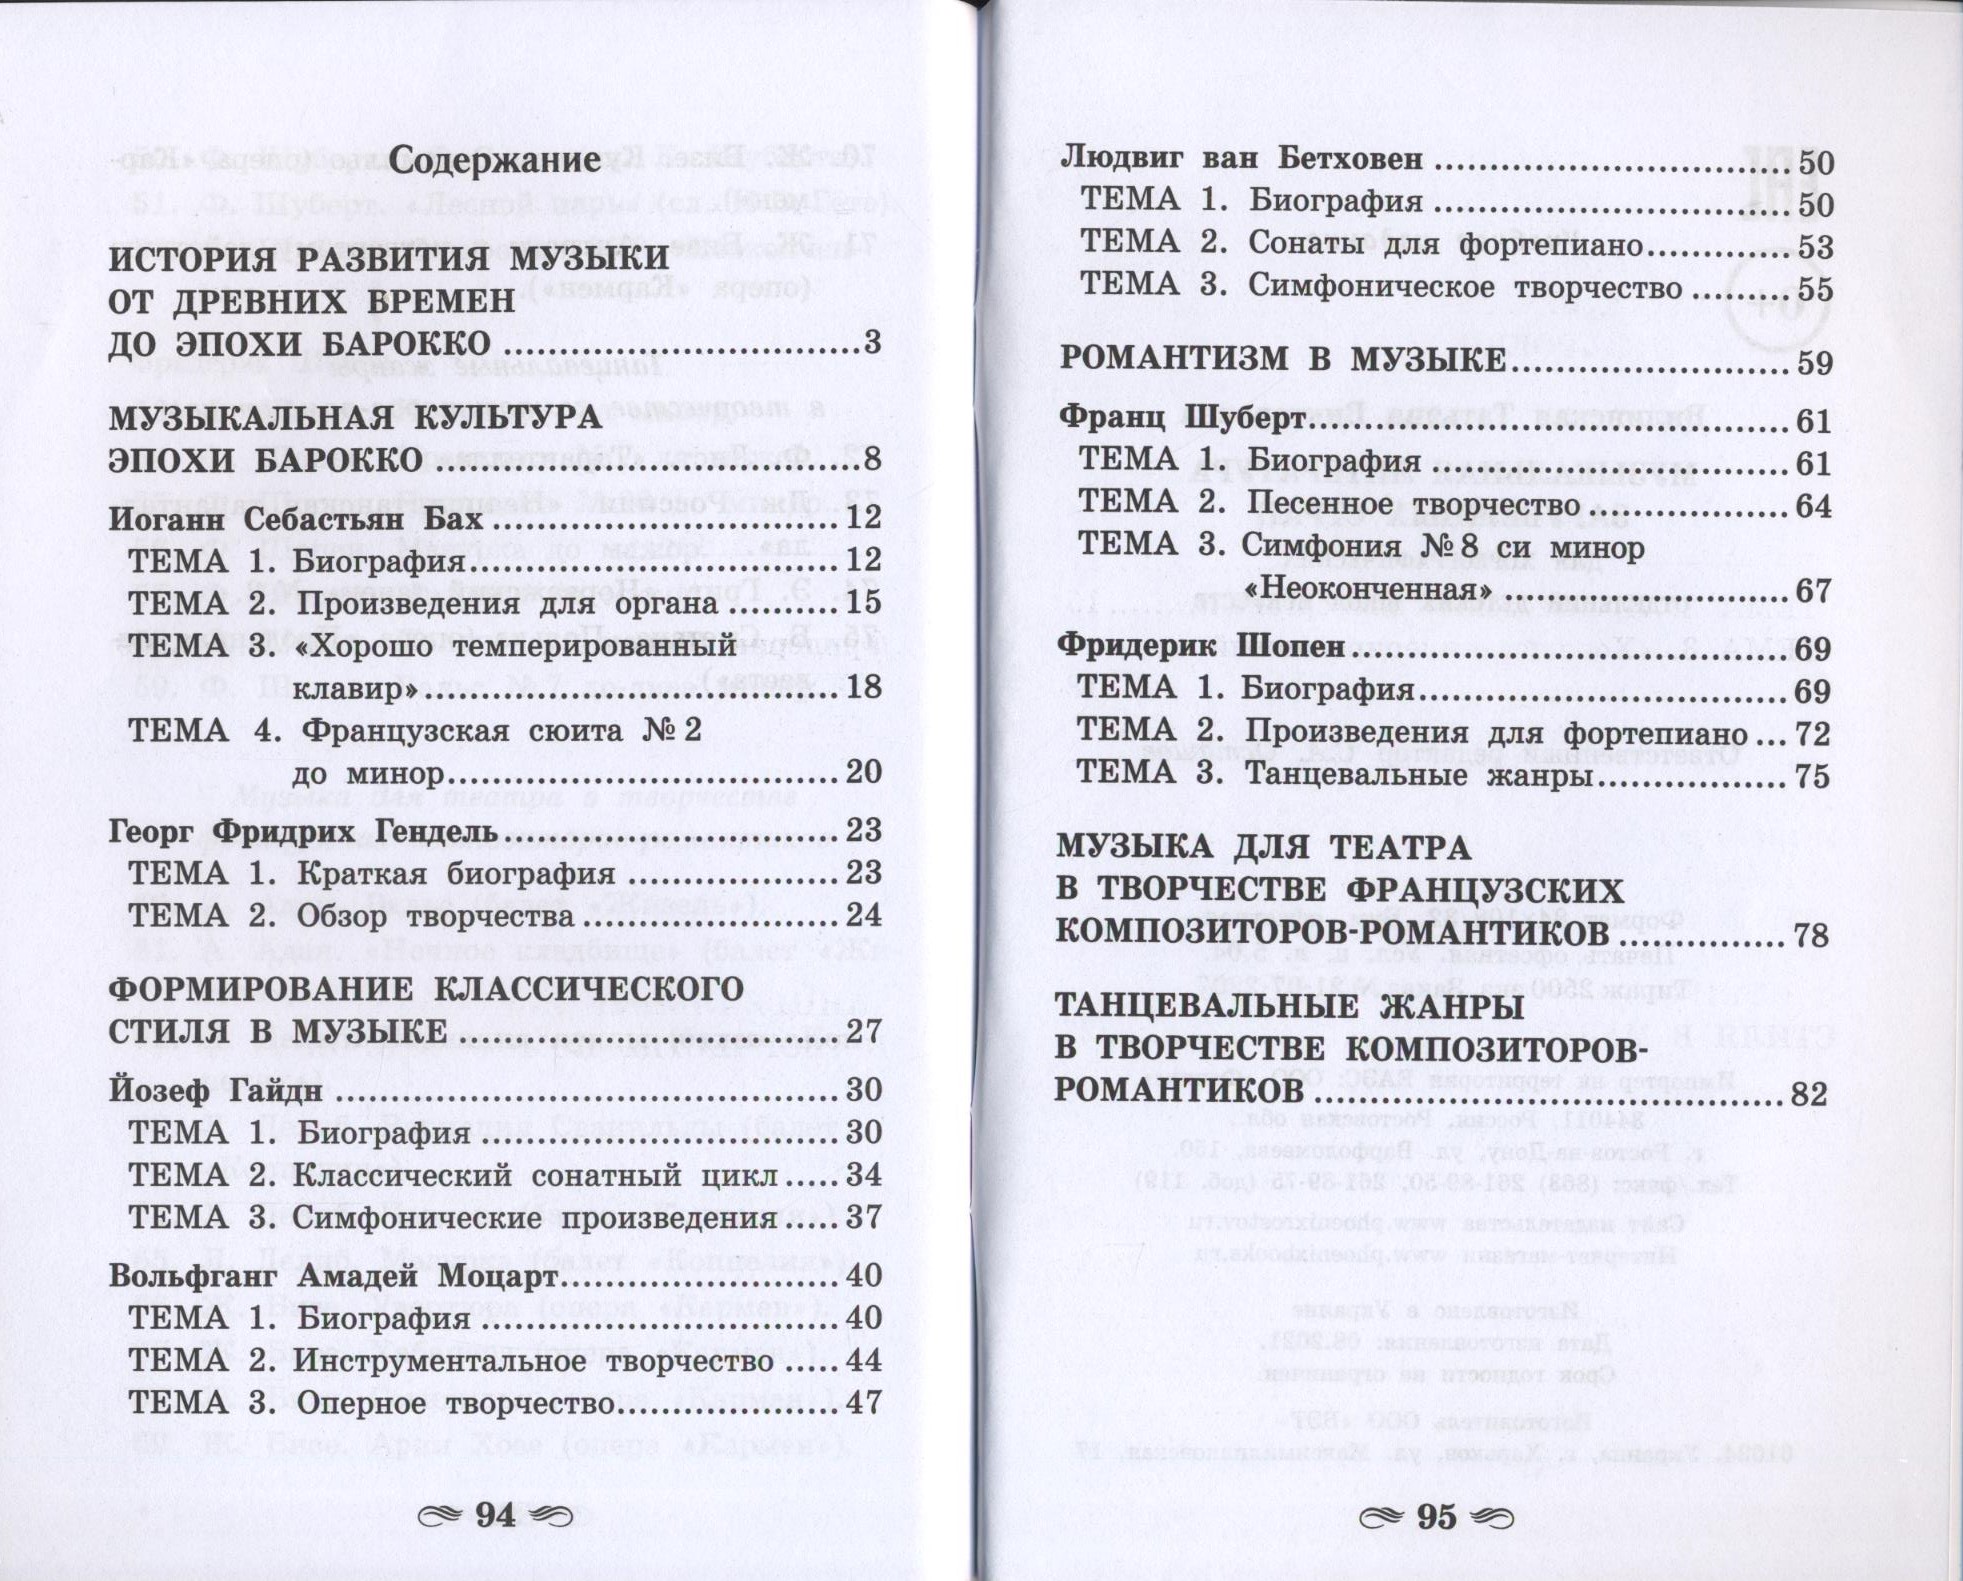 Содержание
ИСТОРИЯ РАЗВИТИЯ МУЗЫКИ
ОТ ДРЕВНИХ ВРЕМЕН
ДО ЭПОХИ БАРОККО ........ 3
МУЗЫКАЛЬНАЯ КУЛЬТУРА
ЭПОХИ БАРОККО ........ 8
Иоганн Себастьян Бах ........ 12
ТЕМА 1. Биография ........ 12
ТЕМА 2. Произведения для органа ........ 15
ТЕМА 3. «Хорошо темперированный
клавир» ........ 18
ТЕМА 4. Французская сюита № 2
до минор ........ 20
Георг Фридрих Гендель ........ 23
ТЕМА 1. Краткая биография ........ 23
ТЕМА 2. Обзор творчества ........ 24
ФОРМИРОВАНИЕ КЛАССИЧЕСКОГО
СТИЛЯ В МУЗЫКЕ ........ 27
Йозеф Гайдн ........ 30
ТЕМА 1. Биография ........ 30
ТЕМА 2. Классический сонатный цикл ..... 34
ТЕМА 3. Симфонические произведения ..... 37
Вольфганг Амадей Моцарт ........ 40
ТЕМА 1. Биография ........ 40
ТЕМА 2. Инструментальное творчество ..... 44
ТЕМА 3. Оперное творчество ........ 47
94
Людвиг ван Бетховен ........ 50
ТЕМА 1. Биография ........ 50
ТЕМА 2. Сонаты для фортепиано ........ 53
ТЕМА 3. Симфоническое творчество ........ 55
РОМАНТИЗМ В МУЗЫКЕ ........ 59
Франц Шуберт ........ 61
ТЕМА 1. Биография ........ 61
ТЕМА 2. Песенное творчество ........ 64
ТЕМА 3. Симфония № 8 си минор
«Неоконченная» ........ 67
Фридерик Шопен ........ 69
ТЕМА 1. Биография ........ 69
ТЕМА 2. Произведения для фортепиано ... 72
ТЕМА 3. Танцевальные жанры ........ 75
МУЗЫКА ДЛЯ ТЕАТРА
В ТВОРЧЕСТВЕ ФРАНЦУЗСКИХ
КОМПОЗИТОРОВ-РОМАНТИКОВ ........ 78
ТАНЦЕВАЛЬНЫЕ ЖАНРЫ
В ТВОРЧЕСТВЕ КОМПОЗИТОРОВ-
РОМАНТИКОВ ........ 82
95